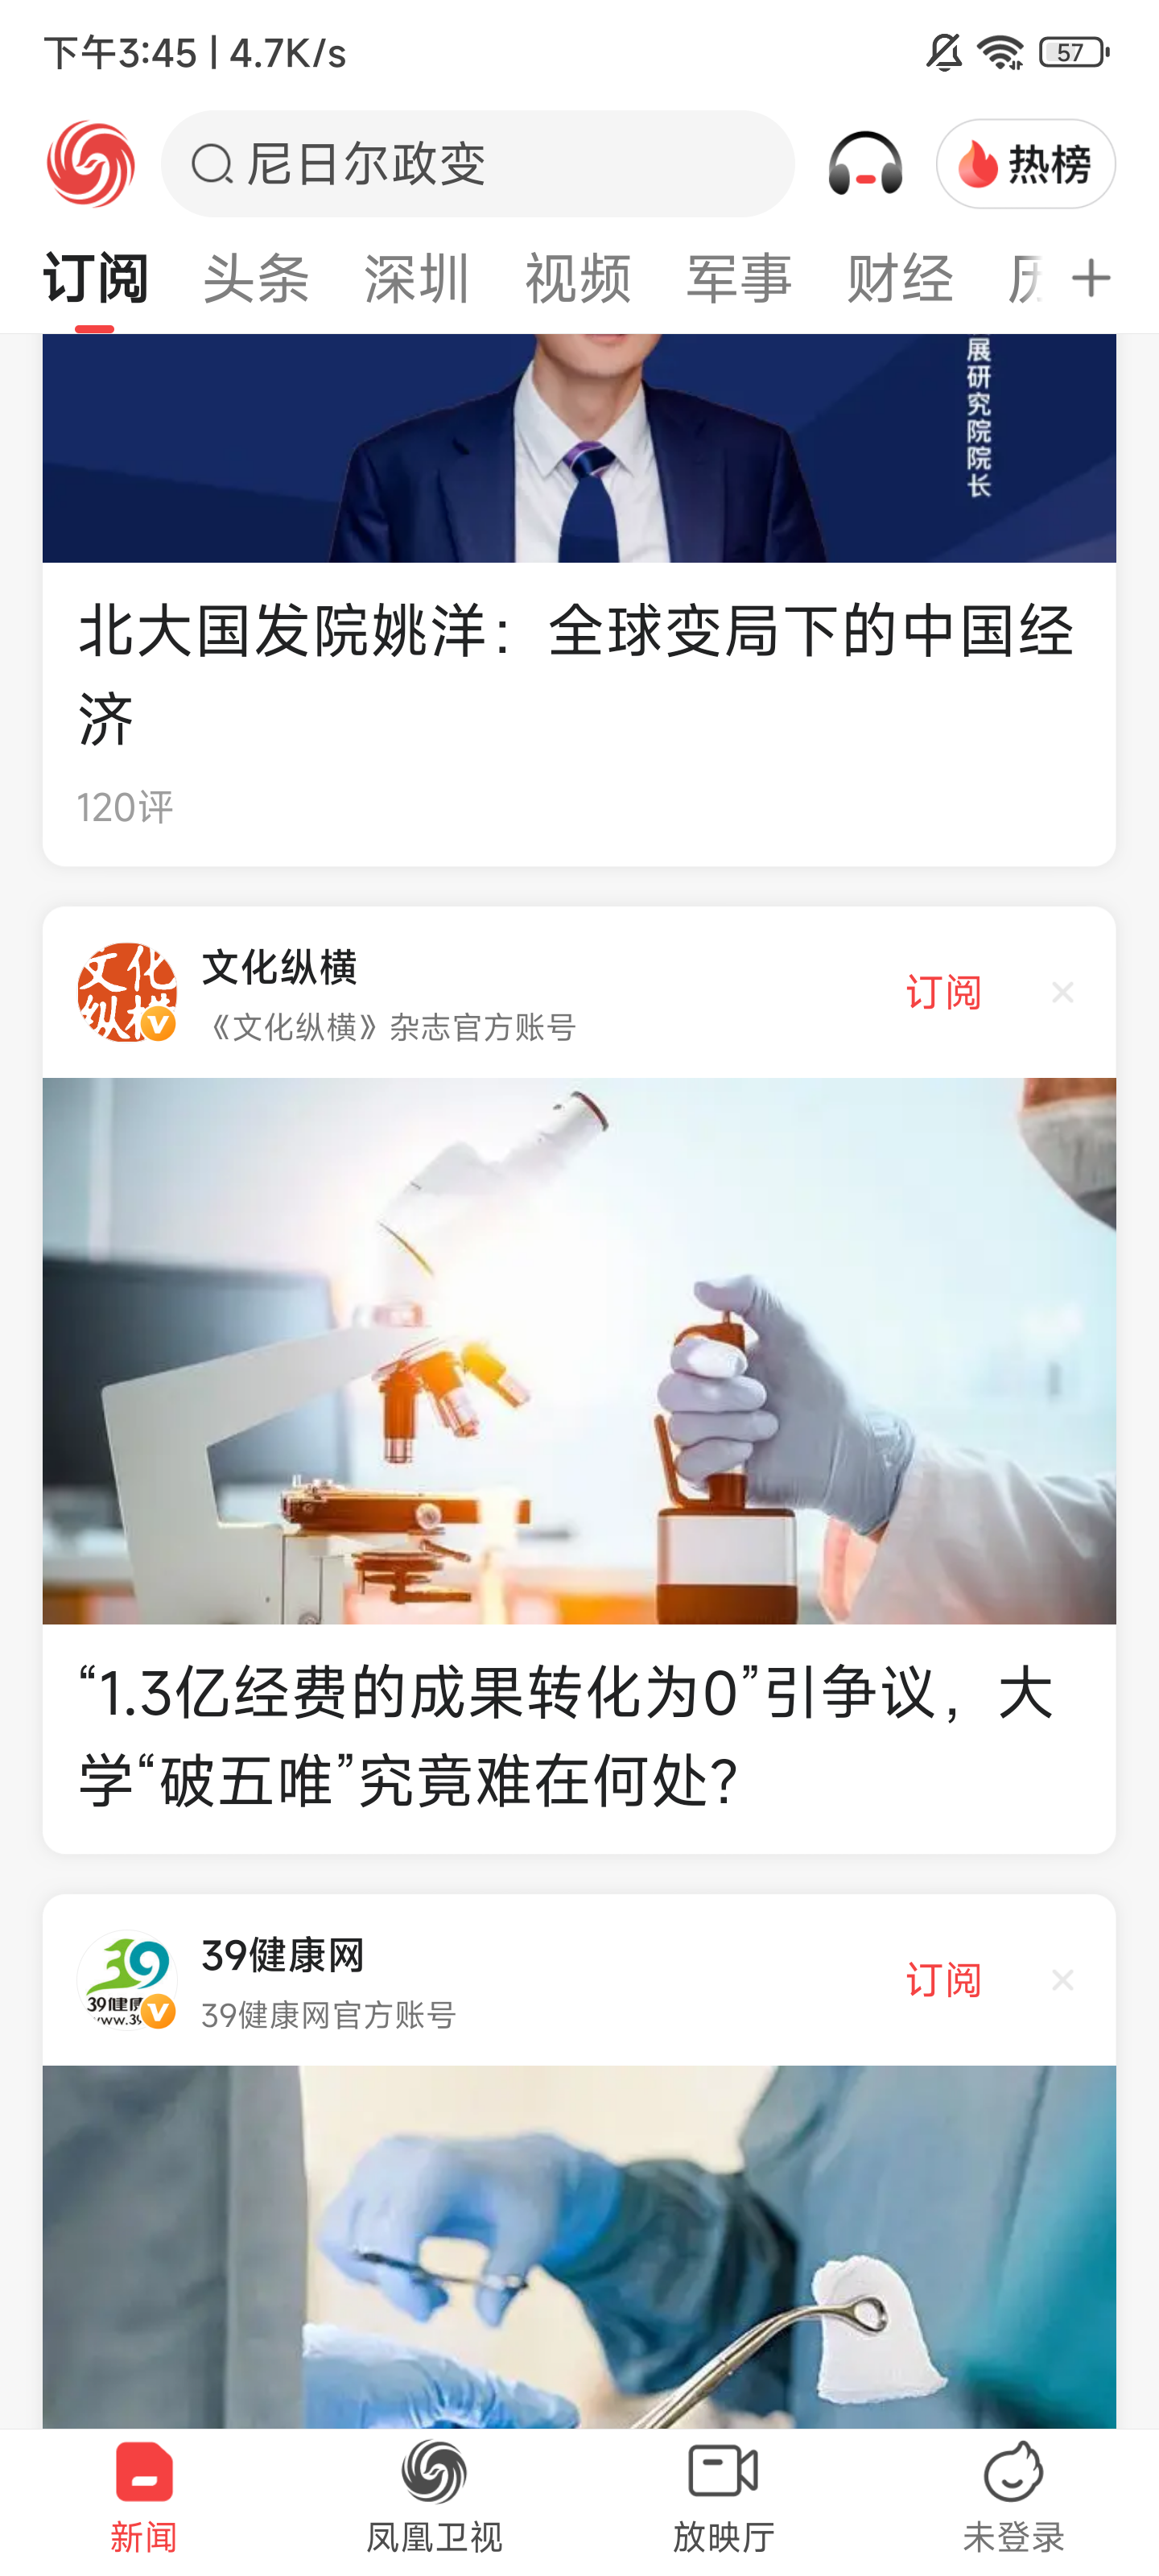 下午3:45 | 4.7K/s
57
尼日尔政变
热榜
订阅 头条 深圳 视频 军事 财经
展研究院院长
北大国发院姚洋：全球变局下的中国经
济
120评
文化纵横
文化纵横
《文化纵横》杂志官方账号
订阅
“1.3亿经费的成果转化为0”引争议，大
学“破五唯”究竟难在何处？
39健康网
39健康网官方账号
订阅
新闻 凤凰卫视 放映厅 未登录